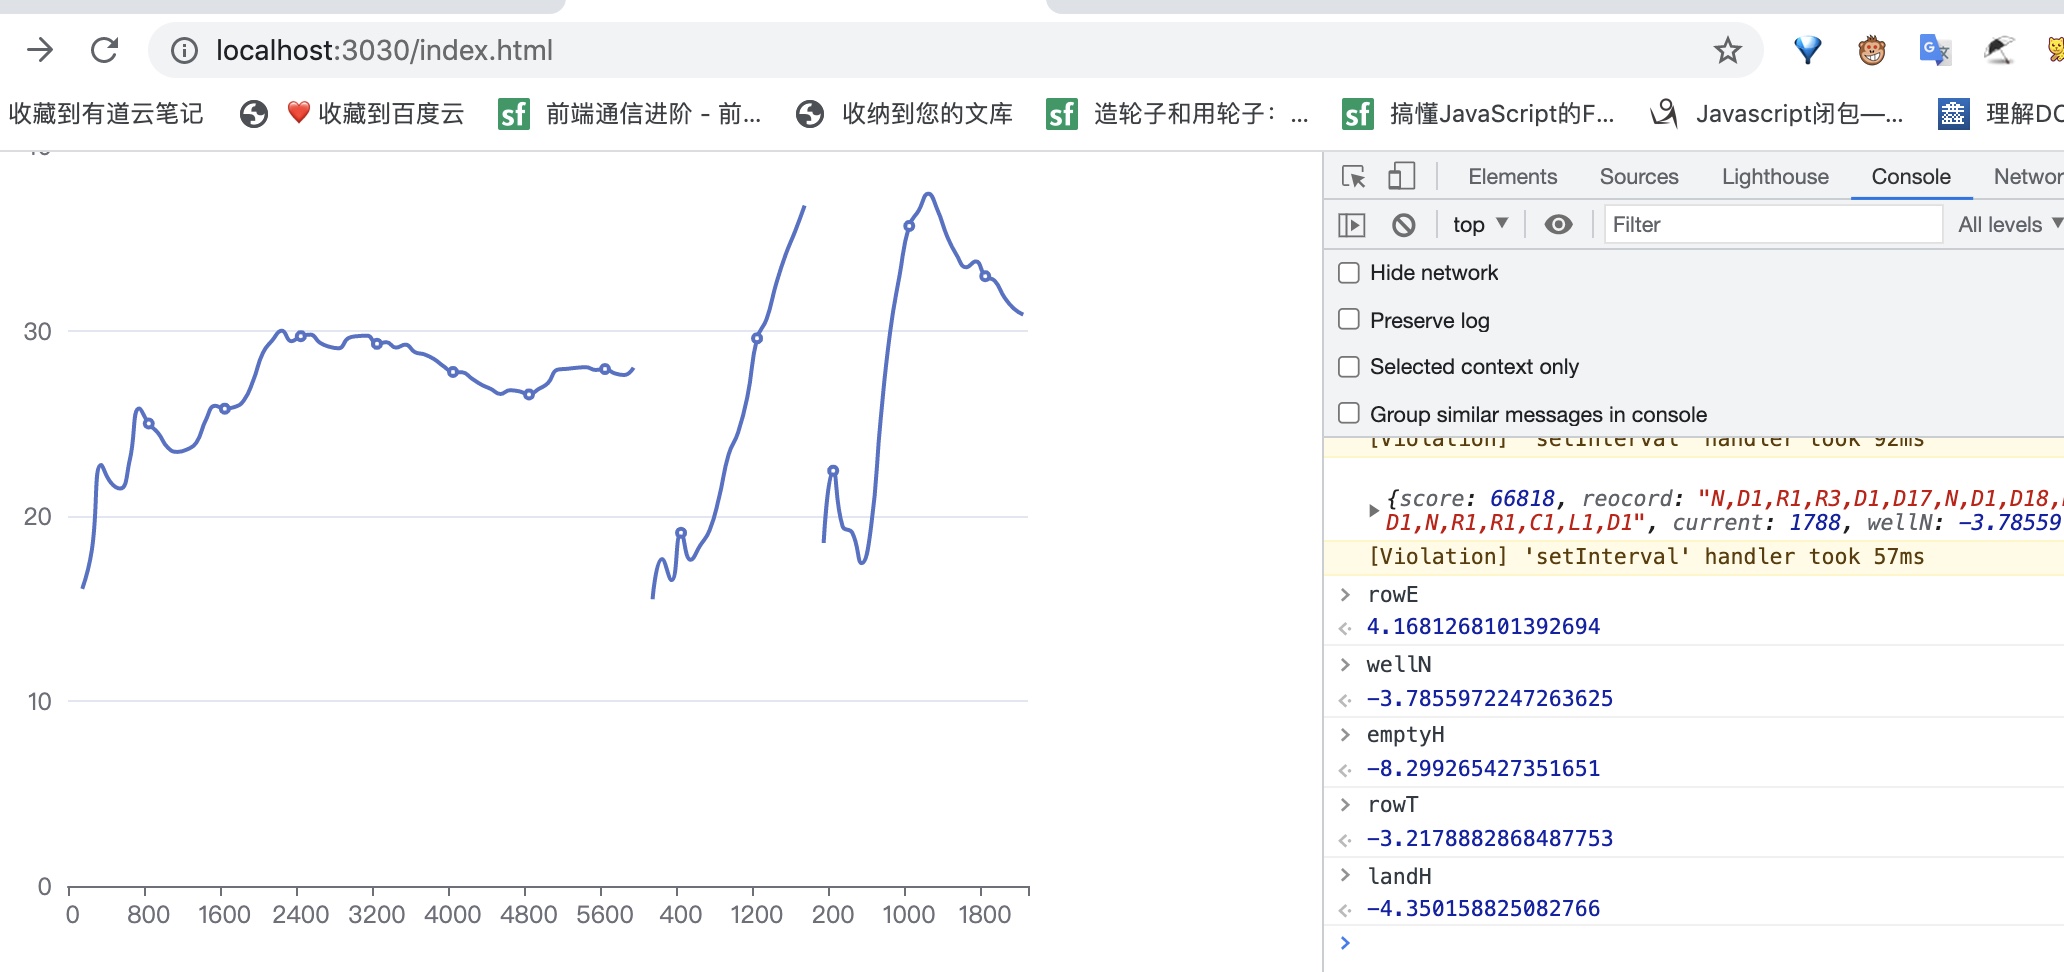 localhost:3030/index.html
收藏到有道云笔记 ❤️ 收藏到百度云 sf 前端通信进阶 - 前... 收纳到您的文库 sf 造轮子和用轮子： ... sf 搞懂JavaScript的F... Javascript闭包—... 理解DO
30
20
10
0
0 800 1600 2400 3200 4000 4800 5600 400 1200 200 1000 1800
Elements Sources Lighthouse Console Networ
top Filter All levels
Hide network
Preserve log
Selected context only
Group similar messages in console
[Violation] 'setInterval' handler took 92ms
{score: 66818, reocord: "N,D1,R1,R3,D1,D17,N,D1,D18,
D1,N,R1,R1,C1,L1,D1", current: 1788, wellN: -3.78559
[Violation] 'setInterval' handler took 57ms
rowE
4.1681268101392694
wellN
-3.7855972247263625
emptyH
-8.299265427351651
rowT
-3.2178882868487753
landH
-4.350158825082766